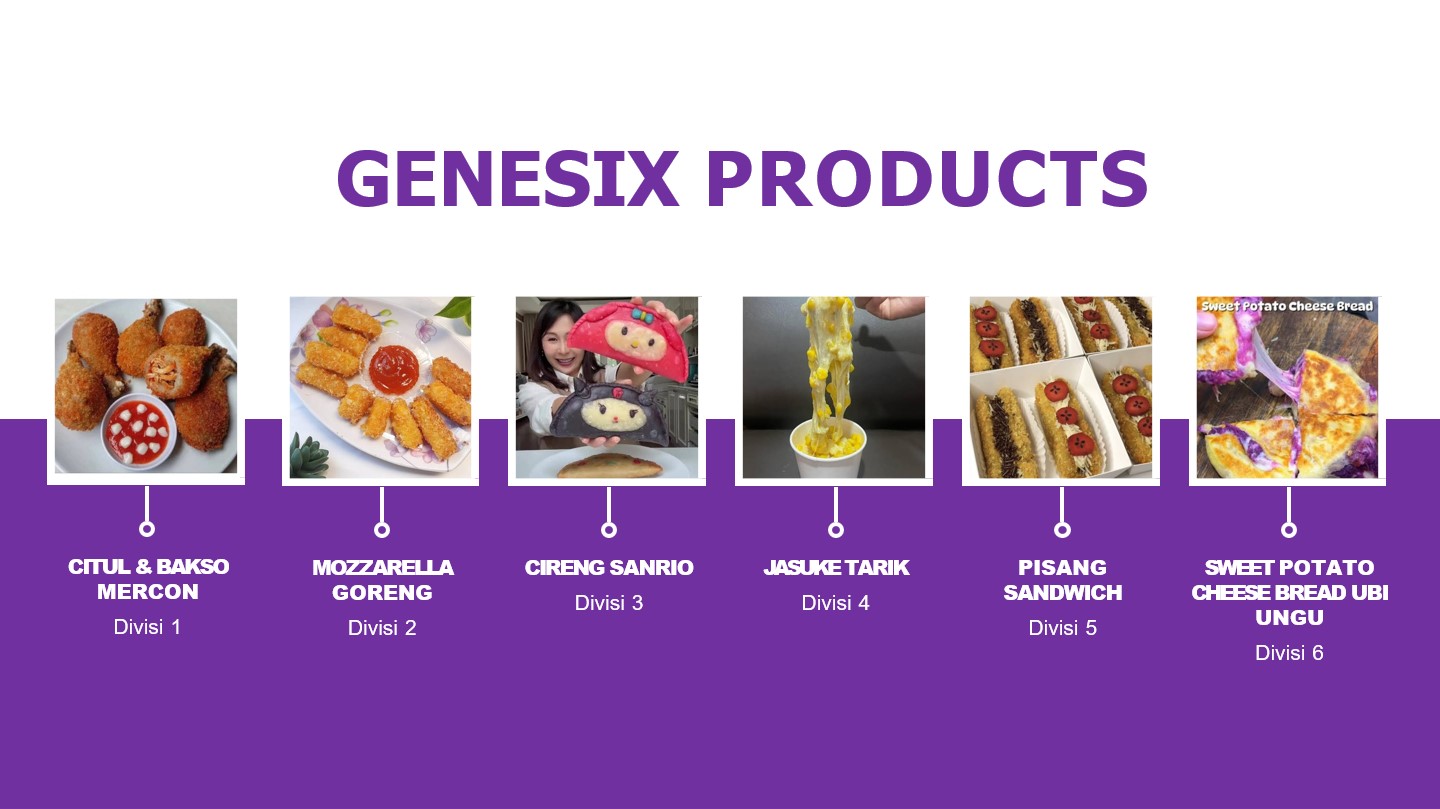 GENESIX PRODUCTS
Sweet Potato Cheese Bread
CITUL & BAKSO
MERCON
Divisi 1
MOZZARELLA
GORENG
Divisi 2
CIRENG SANRIO
Divisi 3
JASUKE TARIK
Divisi 4
PISANG
SANDWICH
Divisi 5
SWEET POTATO
CHEESE BREAD UBI
UNGU
Divisi 6